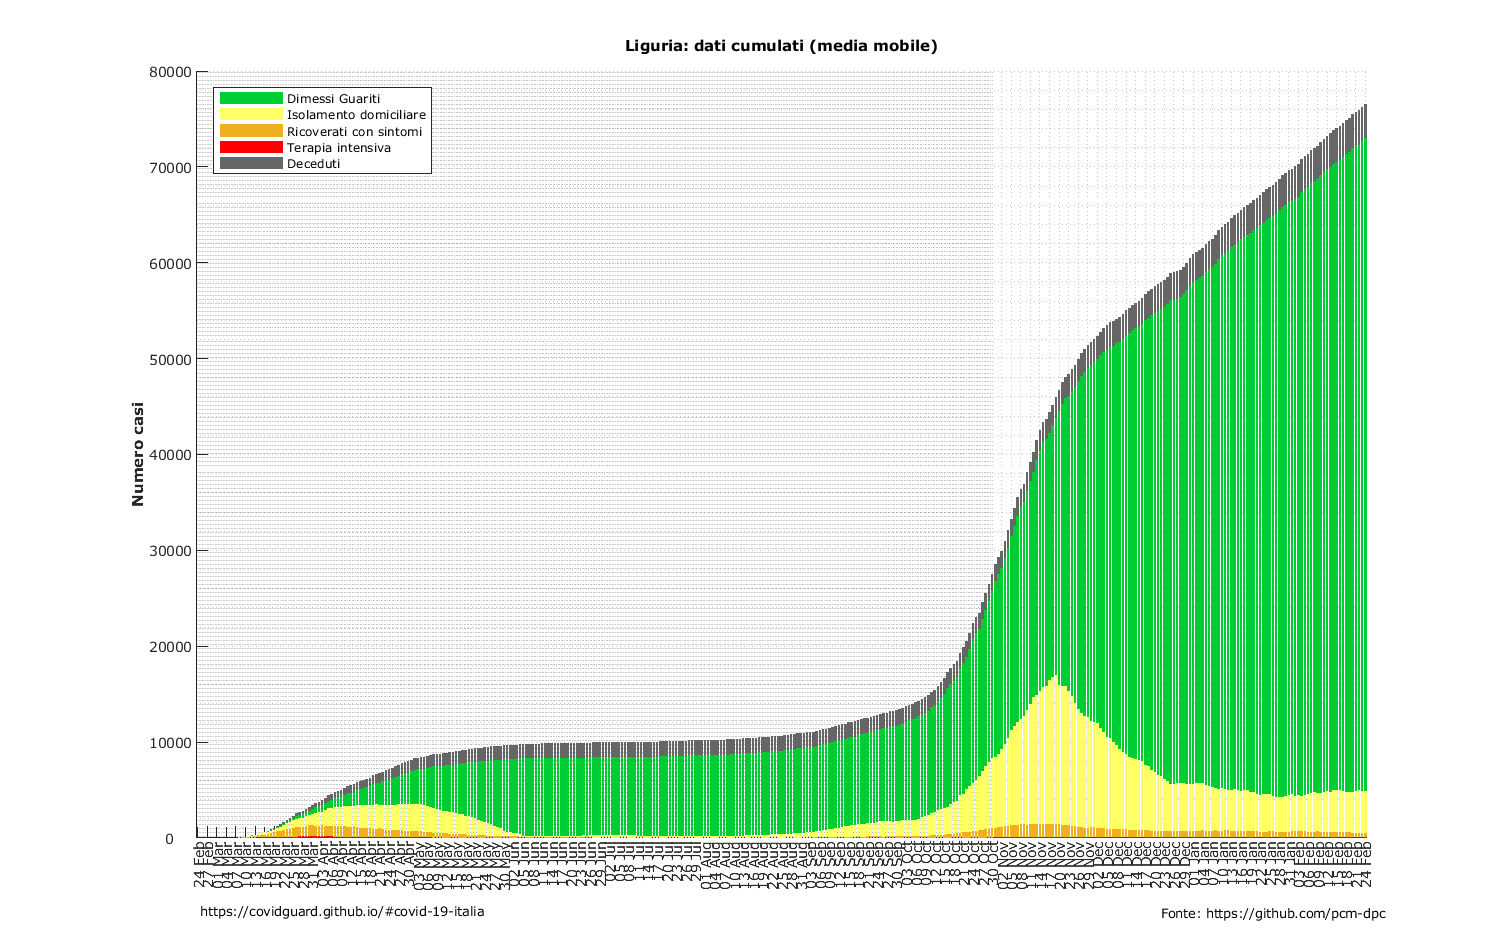 Liguria: dati cumulati (media mobile)
80000
70000
60000
50000
40000
30000
20000
10000
0
Numero casi
Dimessi Guariti
Isolamento domiciliare
Ricoverati con sintomi
Terapia intensiva
Deceduti
24 Feb 27 Feb 01 Mar 04 Mar 07 Mar 10 Mar 13 Mar 16 Mar 19 Mar 22 Mar 25 Mar 28 Mar 31 Mar 03 Apr 06 Apr 09 Apr 12 Apr 15 Apr 18 Apr 21 Apr 24 Apr 27 Apr 30 Apr 03 May 06 May 09 May 12 May 15 May 18 May 21 May 24 May 27 May 30 May 02 Jun 05 Jun 08 Jun 11 Jun 14 Jun 17 Jun 20 Jun 23 Jun 26 Jun 29 Jun 02 Jul 05 Jul 08 Jul 11 Jul 14 Jul 17 Jul 20 Jul 23 Jul 26 Jul 29 Jul 01 Aug 04 Aug 07 Aug 10 Aug 13 Aug 16 Aug 19 Aug 22 Aug 25 Aug 28 Aug 31 Aug 03 Sep 06 Sep 09 Sep 12 Sep 15 Sep 18 Sep 21 Sep 24 Sep 27 Sep 30 Sep 03 Oct 06 Oct 09 Oct 12 Oct 15 Oct 18 Oct 21 Oct 24 Oct 27 Oct 30 Oct 02 Nov 05 Nov 08 Nov 11 Nov 14 Nov 17 Nov 20 Nov 23 Nov 26 Nov 29 Nov 02 Dec 05 Dec 08 Dec 11 Dec 14 Dec 17 Dec 20 Dec 23 Dec 26 Dec 29 Dec 01 Jan 04 Jan 07 Jan 10 Jan 13 Jan 16 Jan 19 Jan 22 Jan 25 Jan 28 Jan 31 Jan 03 Feb 06 Feb 09 Feb 12 Feb 15 Feb 18 Feb 21 Feb 24 Feb
https://covidguard.github.io/#covid-19-italia
Fonte: https://github.com/pcm-dpc